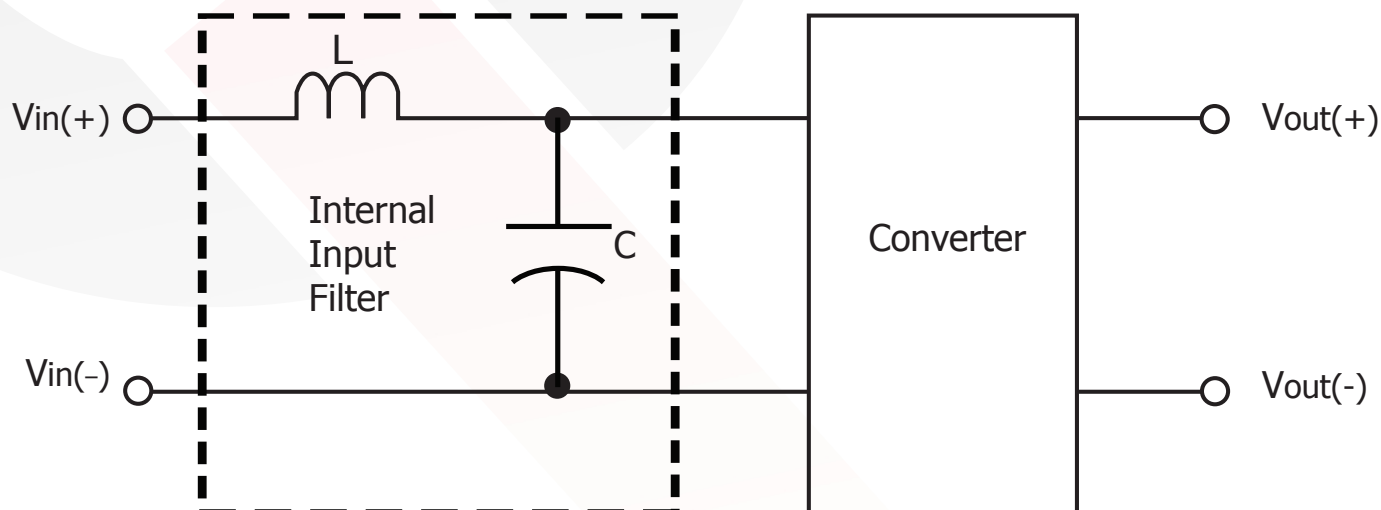 L
Vin(+)
Vout(+)
Internal
Input
Filter
C
Converter
Vin(–)
Vout(-)